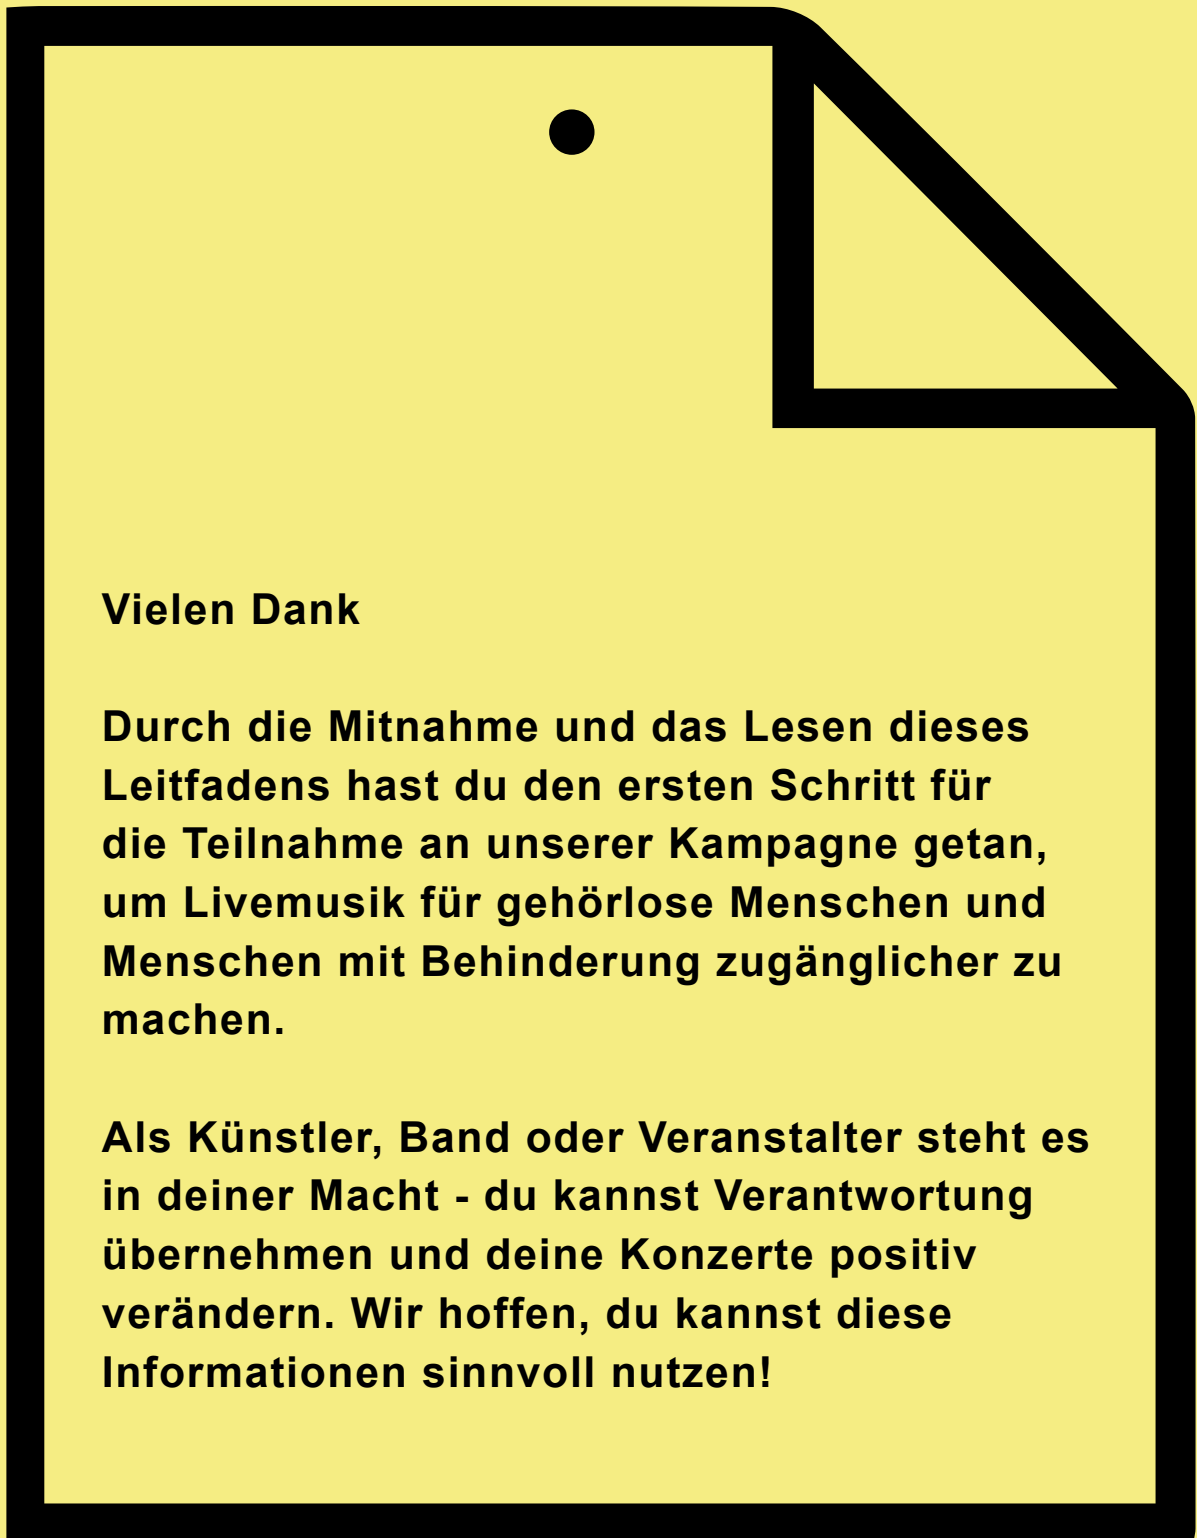 Vielen Dank
Durch die Mitnahme und das Lesen dieses
Leitfadens hast du den ersten Schritt für
die Teilnahme an unserer Kampagne getan,
um Livemusik für gehörlose Menschen und
Menschen mit Behinderung zugänglicher zu
machen.
Als Künstler, Band oder Veranstalter steht es
in deiner Macht - du kannst Verantwortung
übernehmen und deine Konzerte positiv
verändern. Wir hoffen, du kannst diese
Informationen sinnvoll nutzen!